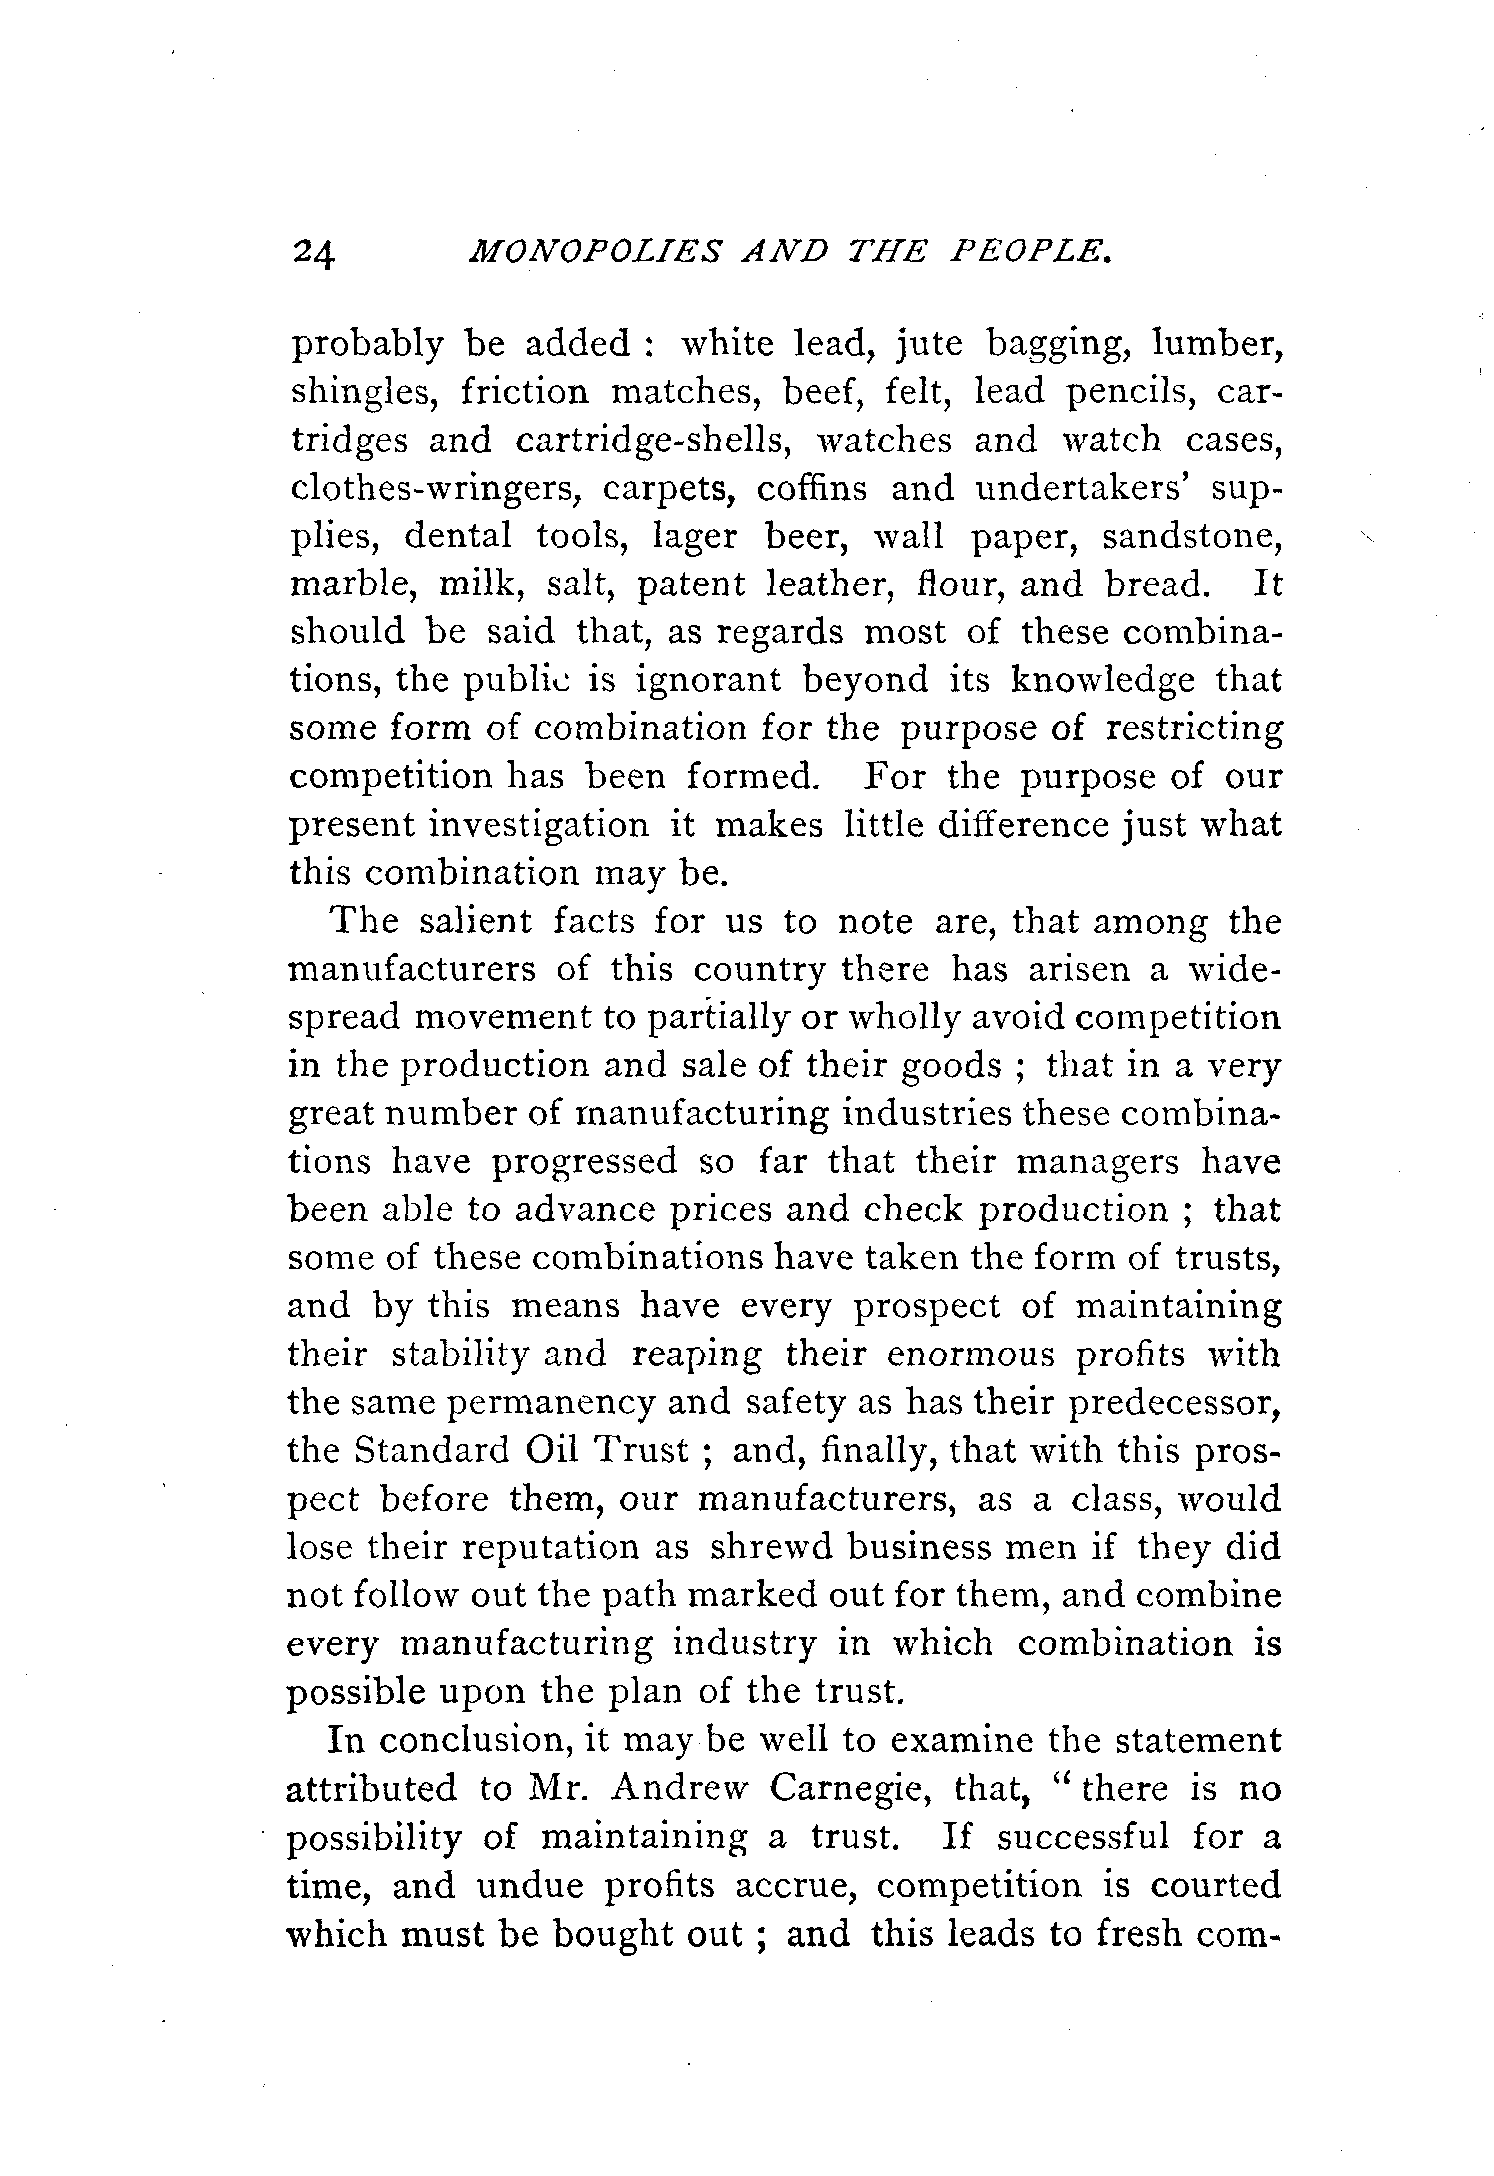 24 MONOPOLIES AND THE PEOPLE.
probably be added : white lead, jute bagging, lumber,
shingles, friction matches, beef, felt, lead pencils, car-
tridges and cartridge-shells, watches and watch cases,
clothes-wringers, carpets, coffins and undertakers' sup-
plies, dental tools, lager beer, wall paper, sandstone,
marble, milk, salt, patent leather, flour, and bread. It
should be said that, as regards most of these combina-
tions, the public is ignorant beyond its knowledge that
some form of combination for the purpose of restricting
competition has been formed. For the purpose of our
present investigation it makes little difference just what
this combination may be.
The salient facts for us to note are, that among the
manufacturers of this country there has arisen a wide-
spread movement to partially or wholly avoid competition
in the production and sale of their goods ; that in a very
great number of manufacturing industries these combina-
tions have progressed so far that their managers have
been able to advance prices and check production ; that
some of these combinations have taken the form of trusts,
and by this means have every prospect of maintaining
their stability and reaping their enormous profits with
the same permanency and safety as has their predecessor,
the Standard Oil Trust ; and, finally, that with this pros-
pect before them, our manufacturers, as a class, would
lose their reputation as shrewd business men if they did
not follow out the path marked out for them, and combine
every manufacturing industry in which combination is
possible upon the plan of the trust.
In conclusion, it may be well to examine the statement
attributed to Mr. Andrew Carnegie, that, " there is no
possibility of maintaining a trust. If successful for a
time, and undue profits accrue, competition is courted
which must be bought out ; and this leads to fresh com-